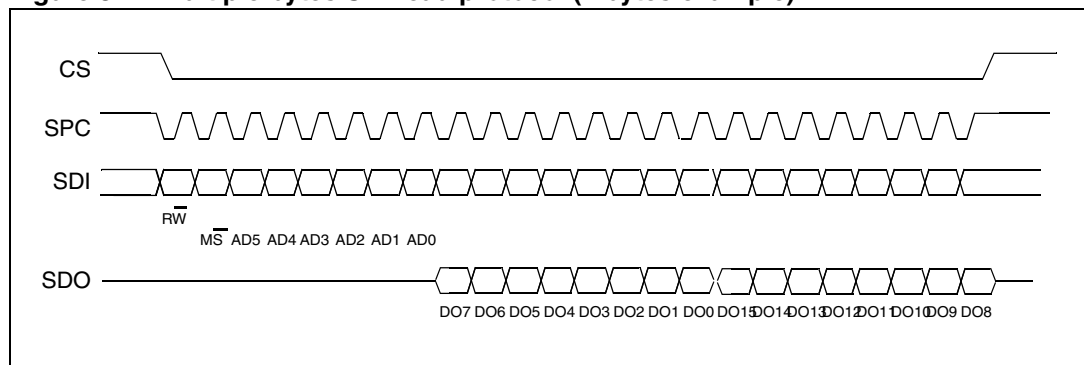 CS
SPC
SDI
RW
MS AD5 AD4 AD3 AD2 AD1 AD0
SDO
DO7 DO6 DO5 DO4 DO3 DO2 DO1 DO0 DO15 DO14 DO13 DO12 DO11 DO10 DO9 DO8